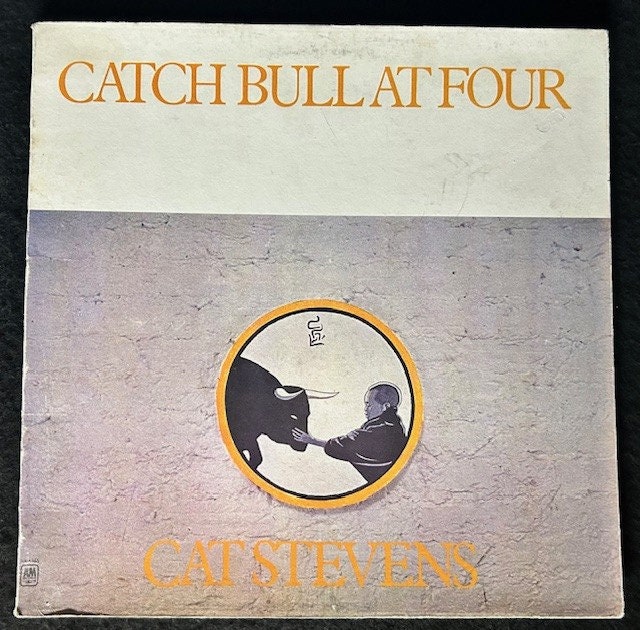 CATCH BULL AT FOUR
CAT STEVENS
A&M